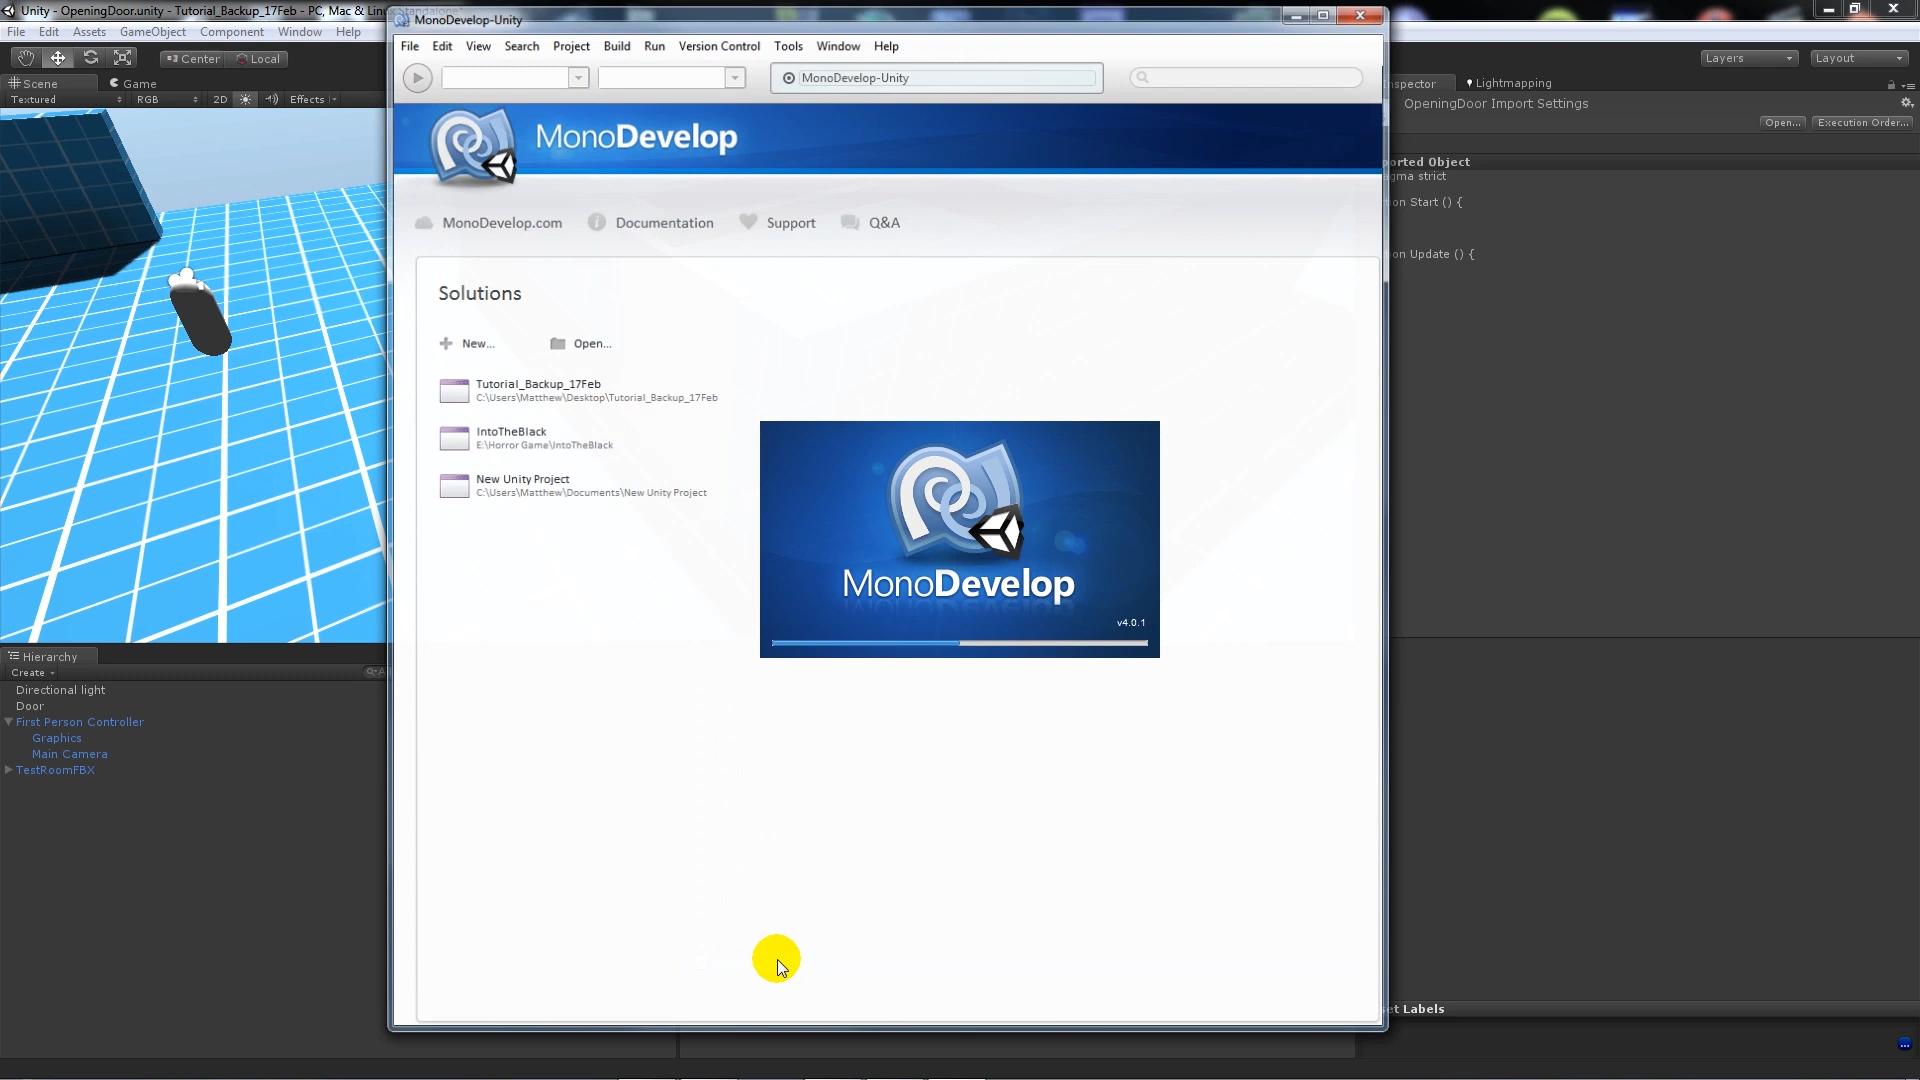 Unity - OpeningDoor.unity - Tutorial_Backup_17Feb - PC, Mac & Linux Standalone*
File Edit Assets GameObject Component Window Help
Center Local
Scene Game
Textured RGB 2D Effects
MonoDevelop-Unity
File Edit View Search Project Build Run Version Control Tools Window Help
MonoDevelop-Unity
MonoDevelop
MonoDevelop.com Documentation Support Q&A
Solutions
New... Open...
Tutorial_Backup_17Feb
C:\Users\Matthew\Desktop\Tutorial_Backup_17Feb
IntoTheBlack
E:\Horror Game\IntoTheBlack
New Unity Project
C:\Users\Matthew\Documents\New Unity Project
MonoDevelop
v4.0.1
Layers Layout
nspector Lightmapping
OpeningDoor Import Settings
Open... Execution Order...
ported Object
gma strict
ion Start () {
on Update () {
et Labels
Hierarchy
Create
Directional light
Door
First Person Controller
Graphics
Main Camera
TestRoomFBX